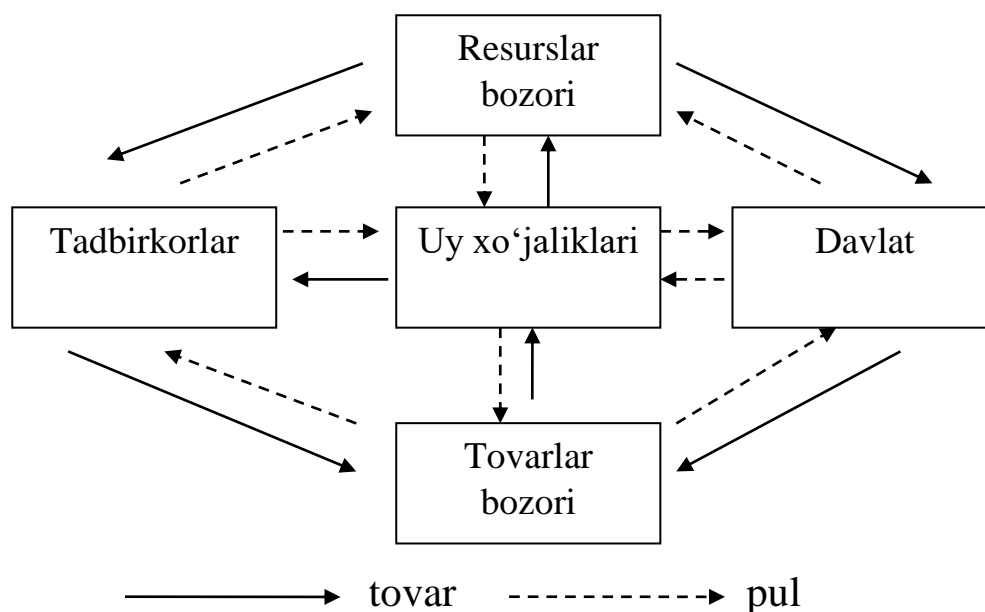 Resurslar
bozori
Tadbirkorlar
Uy xo‘jaliklari
Davlat
Tovarlar
bozori
tovar
pul